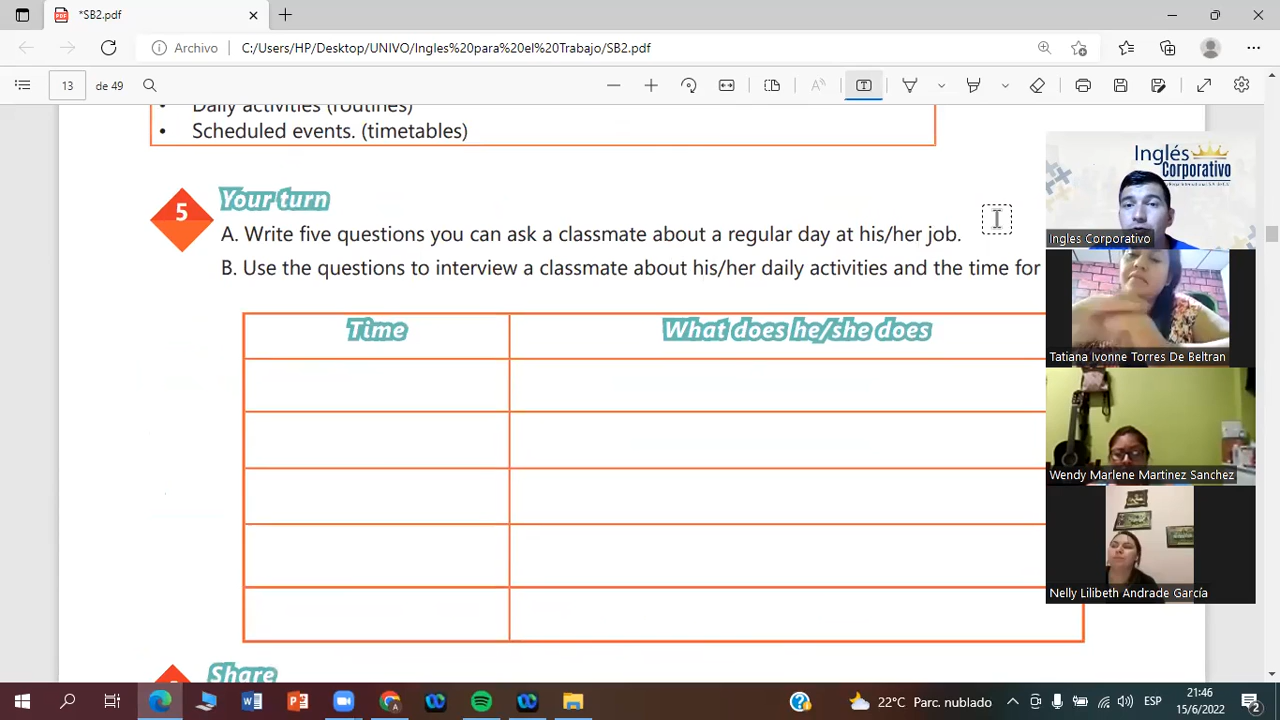 *SB2.pdf
Archivo
C:/Users/HP/Desktop/UNIVO/Ingles%20para%20el%20Trabajo/SB2.pdf
13
de 49
• Daily activities (routines)
• Scheduled events. (timetables)
5
Your turn
A. Write five questions you can ask a classmate about a regular day at his/her job.
B. Use the questions to interview a classmate about his/her daily activities and the time for
Time
What does he/she does
Share
Inglés
Corporativo
Ingles Corporativo
Tatiana Ivonne Torres De Beltran
Wendy Marlene Martinez Sanchez
Nelly Lilibeth Andrade García
22°C Parc. nublado
ESP
21:46
15/6/2022
2